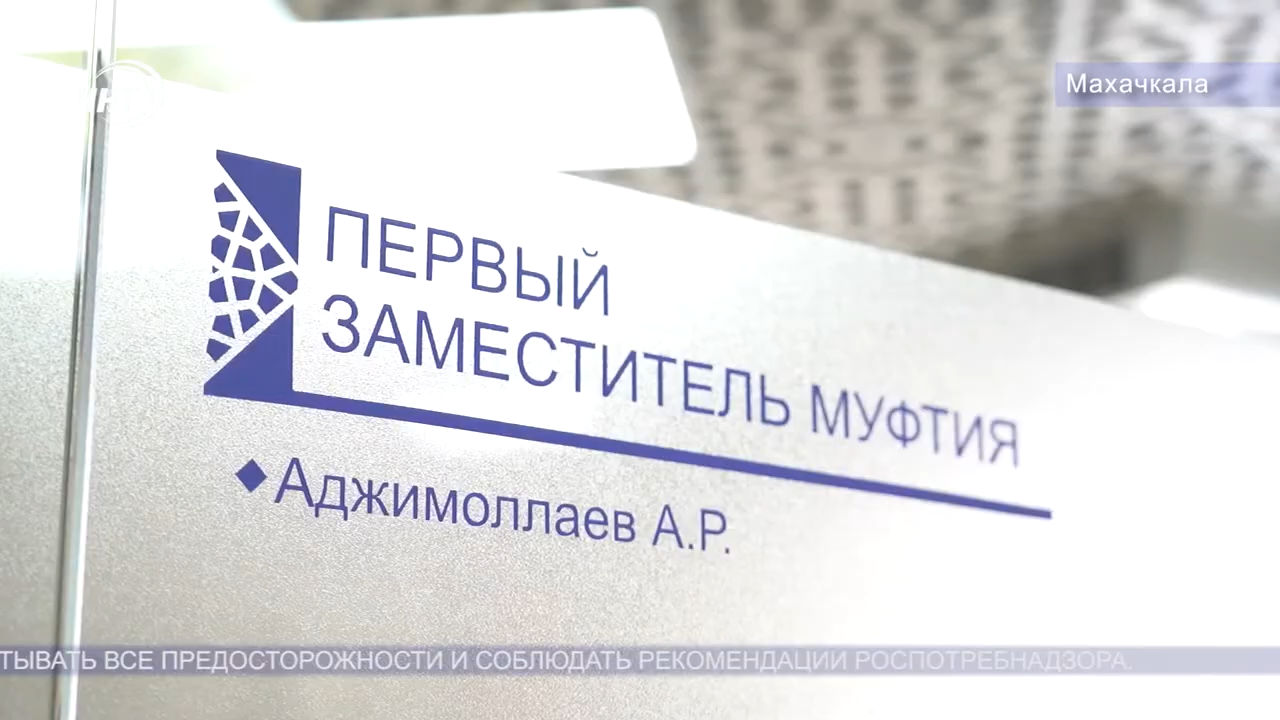 Махачкала
ПЕРВЫЙ
ЗАМЕСТИТЕЛЬ МУФТИЯ
Аджимоллаев А.Р.
ТЫВАТЬ ВСЕ ПРЕДОСТОРОЖНОСТИ И СОБЛЮДАТЬ РЕКОМЕНДАЦИИ РОСПОТРЕБНАДЗОРА.